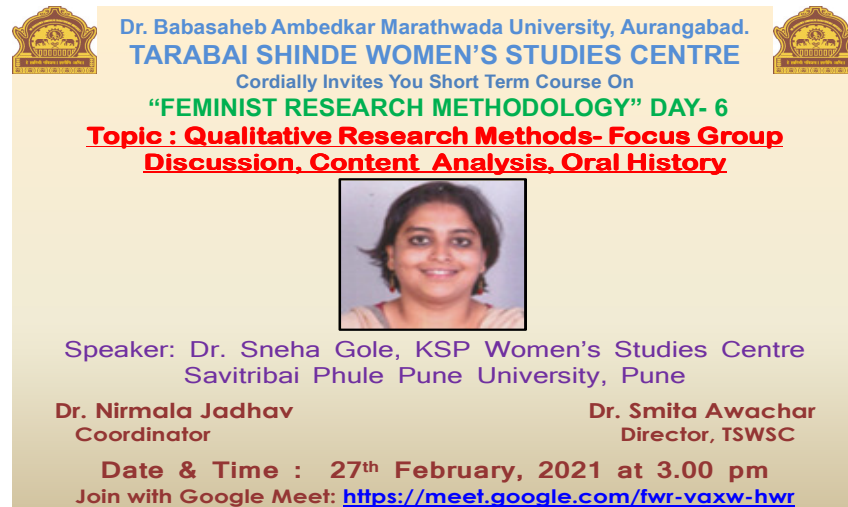 Dr. Babasaheb Ambedkar Marathwada University, Aurangabad.
TARABAI SHINDE WOMEN'S STUDIES CENTRE
Cordially Invites You Short Term Course On
“FEMINIST RESEARCH METHODOLOGY” DAY- 6
Topic : Qualitative Research Methods- Focus Group
Discussion, Content Analysis, Oral History
Speaker: Dr. Sneha Gole, KSP Women's Studies Centre
Savitribai Phule Pune University, Pune
Dr. Nirmala Jadhav
Dr. Smita Awachar
Coordinator
Director, TSWSC
Date & Time : 27th February, 2021 at 3.00 pm
Join with Google Meet: https://meet.google.com/fwr-vaxw-hwr